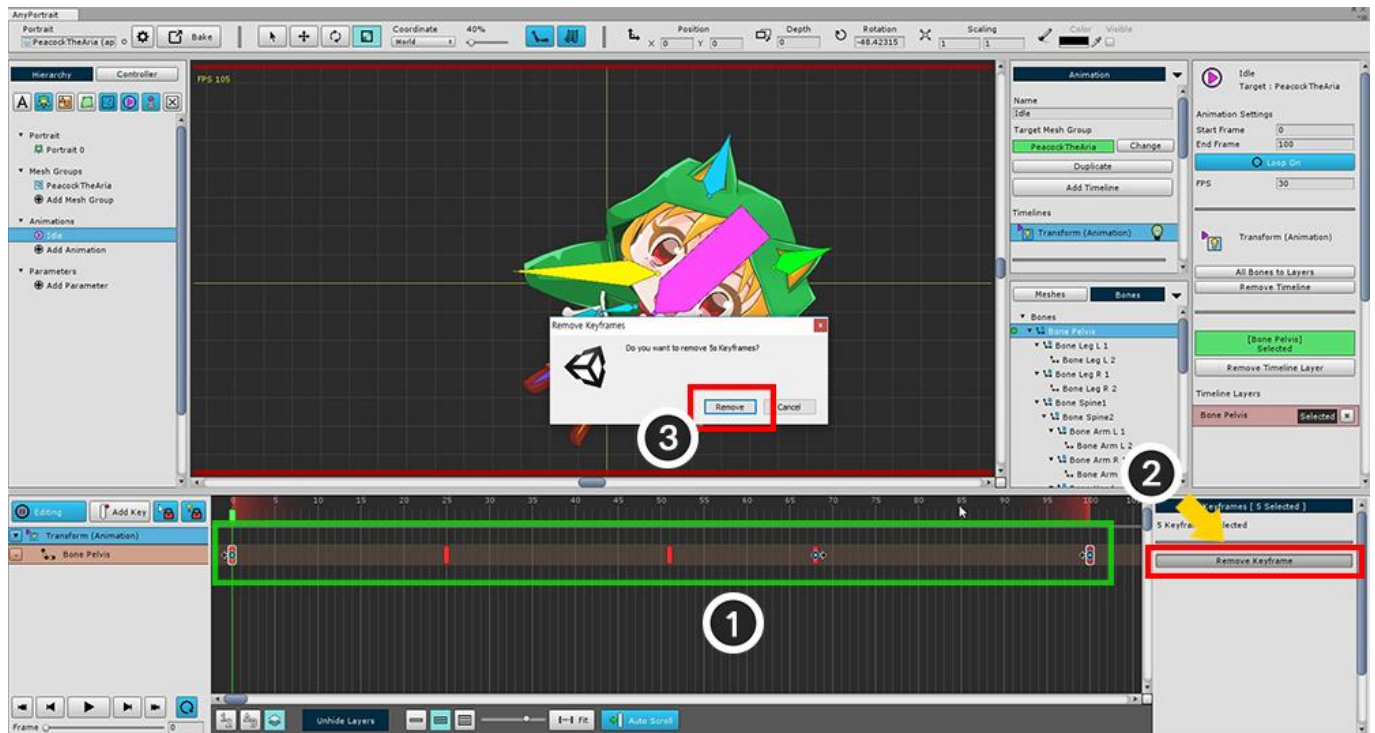 AnyPortrait
Portrait
PeacockTheAria (ap
Bake
Coordinate
World
40%
Position
X 0 Y 0
Depth
0
Rotation
-48.42315
Scaling
1 1
Color Visible
Hierarchy
Controller
A
Portrait
Portrait 0
Mesh Groups
PeacockTheAria
Add Mesh Group
Animations
Idle
Add Animation
Parameters
Add Parameter
FPS 105
Remove Keyframes
Do you want to remove 5s Keyframes?
Remove
Cancel
3
Animation
Name
Idle
Target Mesh Group
PeacockTheAria
Change
Duplicate
Add Timeline
Timelines
Transform (Animation)
Meshes
Bones
Bones
Bone Pelvis
Bone Leg L 1
Bone Leg L 2
Bone Leg R 1
Bone Leg R 2
Bone Spine1
Bone Spine2
Bone Arm L 1
Bone Arm L 2
Bone Arm R
Bone Arm
2
Idle
Target : PeacockTheAria
Animation Settings
Start Frame 0
End Frame 100
Loop On
FPS 30
Transform (Animation)
All Bones to Layers
Remove Timeline
[Bone Pelvis]
Selected
Remove Timeline Layer
Timeline Layers
Bone Pelvis
Selected
Editing
Add Key
Transform (Animation)
Bone Pelvis
0 5 10 15 20 25 30 35 40 45 50 55 60 65 70 75 80 85 90 95 100
1
Keyframes [ 5 Selected ]
Remove Keyframe
Frame
0
Unhide Layers
Fit
Auto Scroll